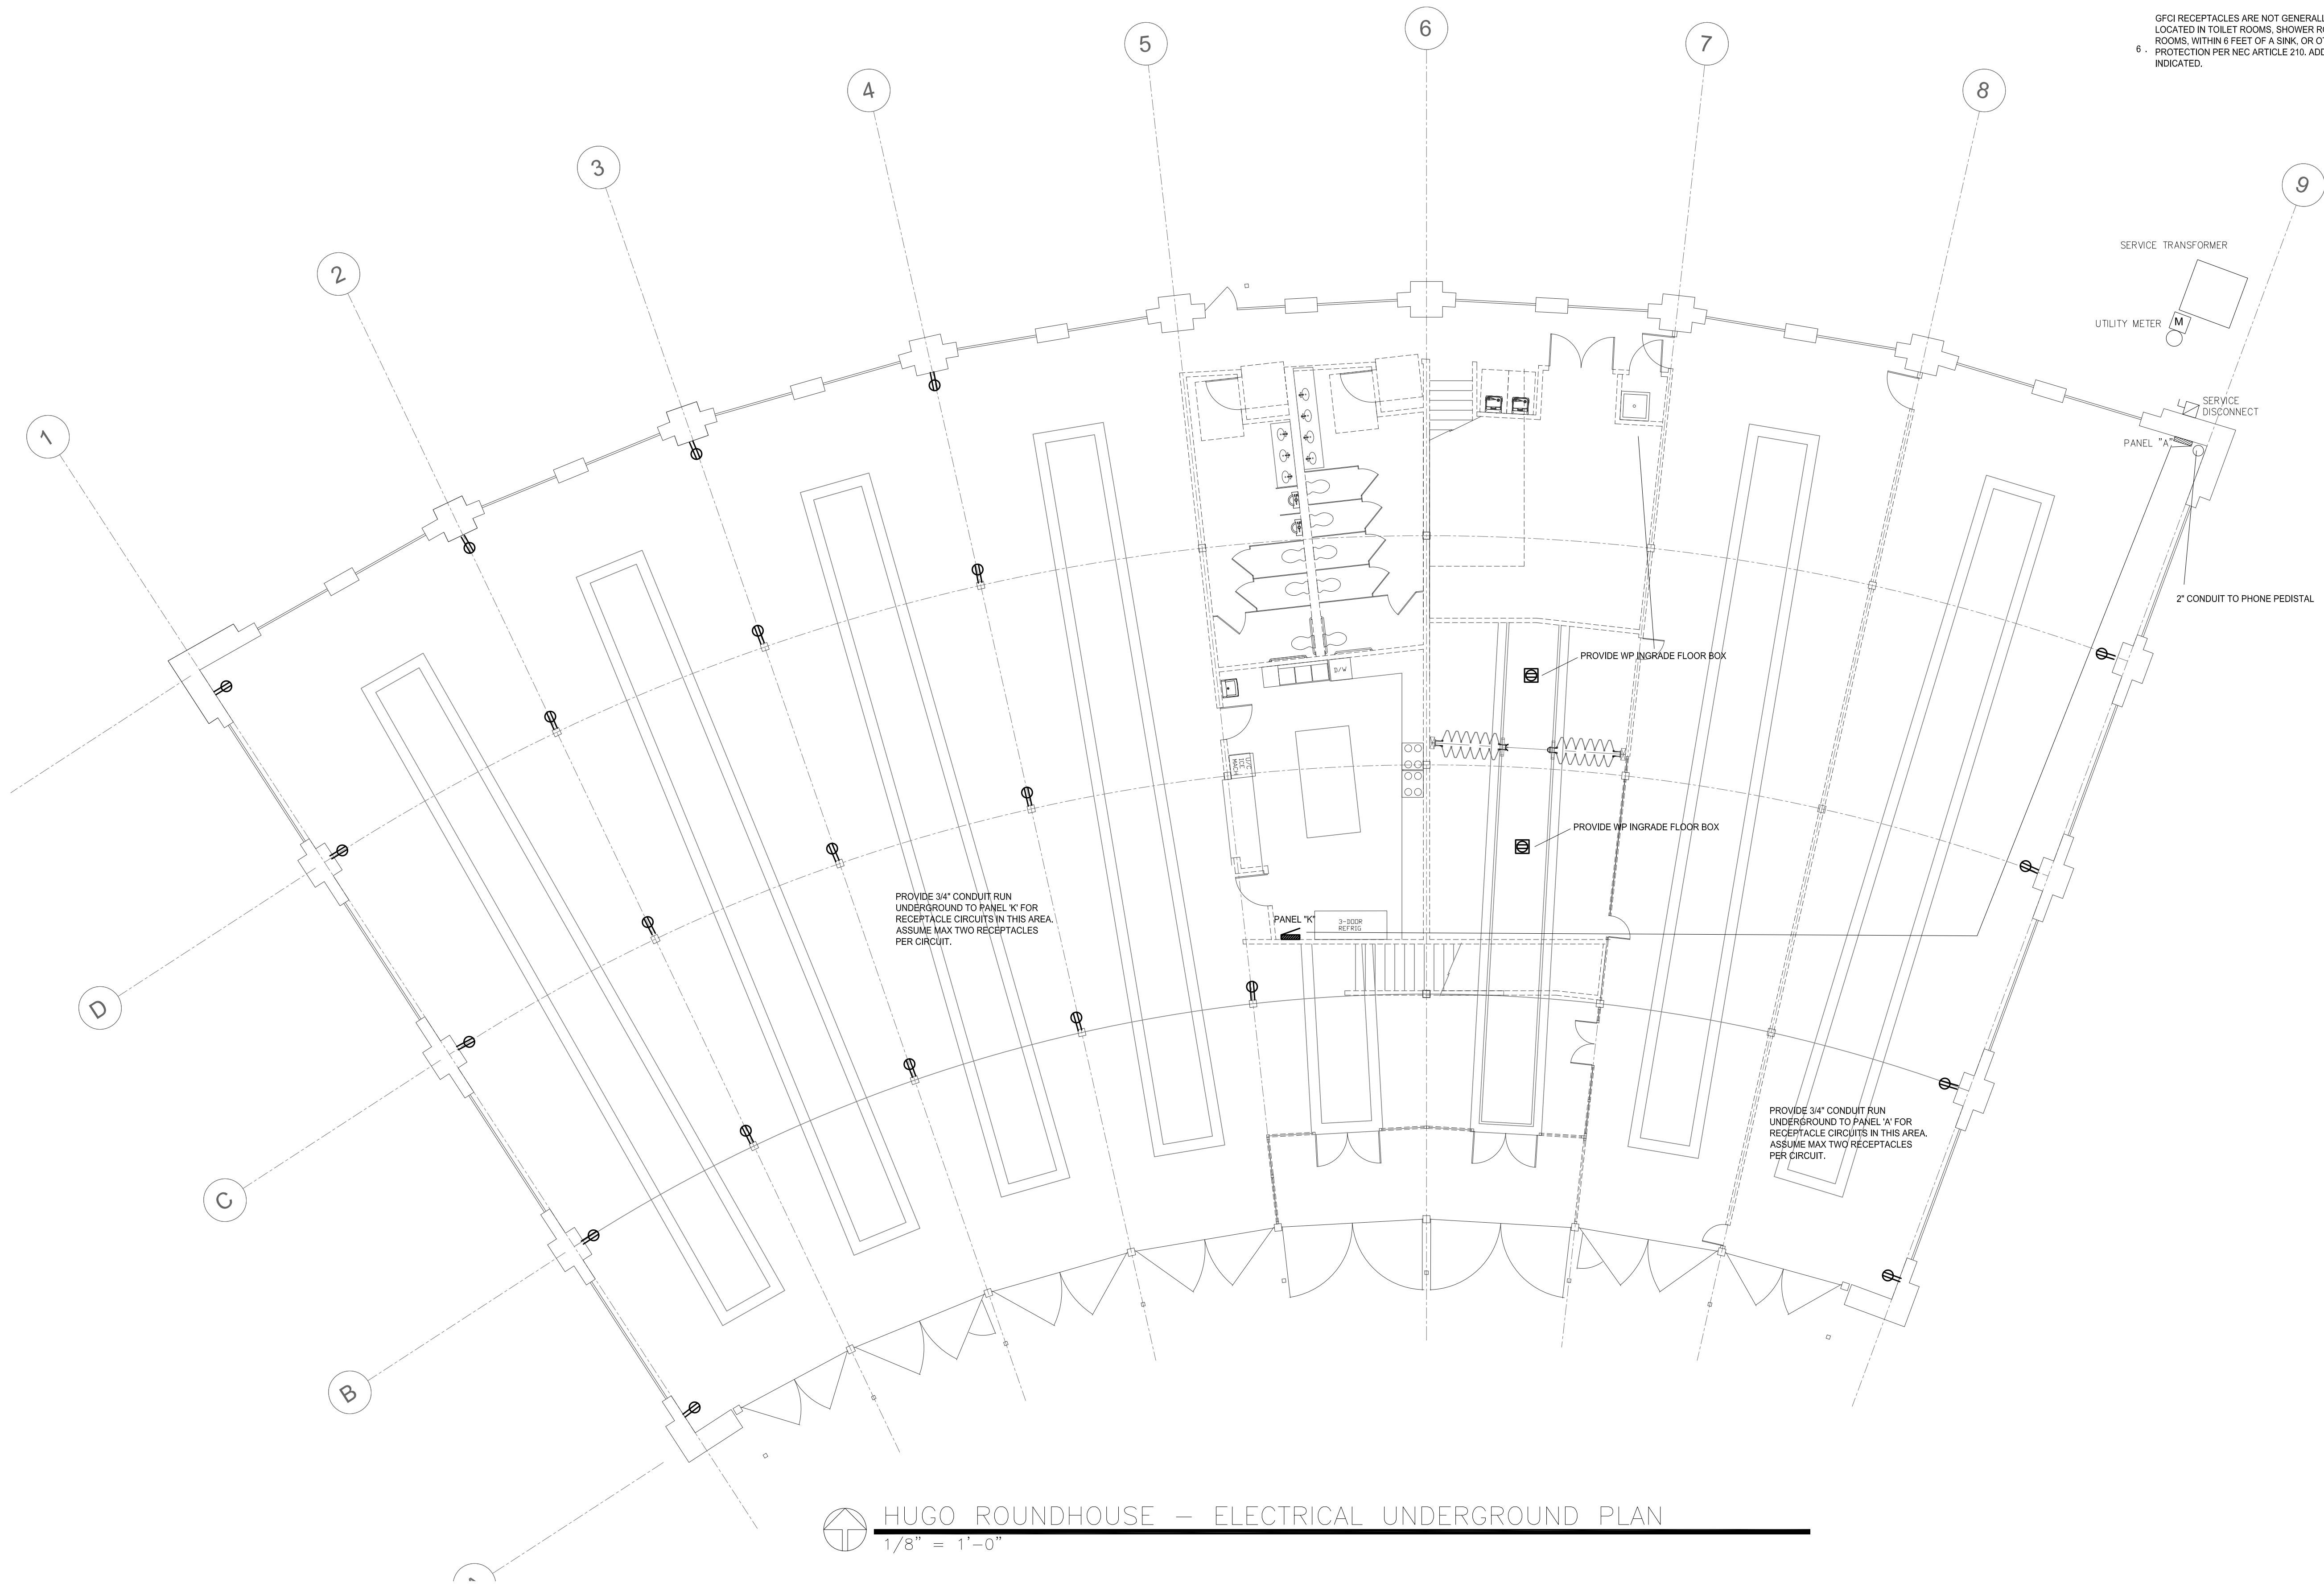 GFCI RECEPTACLES ARE NOT GENERALL
LOCATED IN TOILET ROOMS, SHOWER
ROOMS, WITHIN 6 FEET OF A SINK, OR
6 . PROTECTION PER NEC ARTICLE 210.
INDICATED.
1
2
3
4
5
6
7
8
9
SERVICE TRANSFORMER
UTILITY METER
M
SERVICE
DISCONNECT
PANEL "A"
2" CONDUIT TO PHONE PEDISTAL
PROVIDE WP INGRADE FLOOR BOX
D/W
U/C
ICE
MACH
PROVIDE WP INGRADE FLOOR BOX
PROVIDE 3/4" CONDUIT RUN
UNDERGROUND TO PANEL 'K' FOR
RECEPTACLE CIRCUITS IN THIS AREA.
ASSUME MAX TWO RECEPTACLES
PER CIRCUIT.
PANEL "K"
3-DOOR
REFRIG
PROVIDE 3/4" CONDUIT RUN
UNDERGROUND TO PANEL 'A' FOR
RECEPTACLE CIRCUITS IN THIS AREA.
ASSUME MAX TWO RECEPTACLES
PER CIRCUIT.
D
C
B
HUGO ROUNDHOUSE - ELECTRICAL UNDERGROUND PLAN
1/8" = 1'-0"